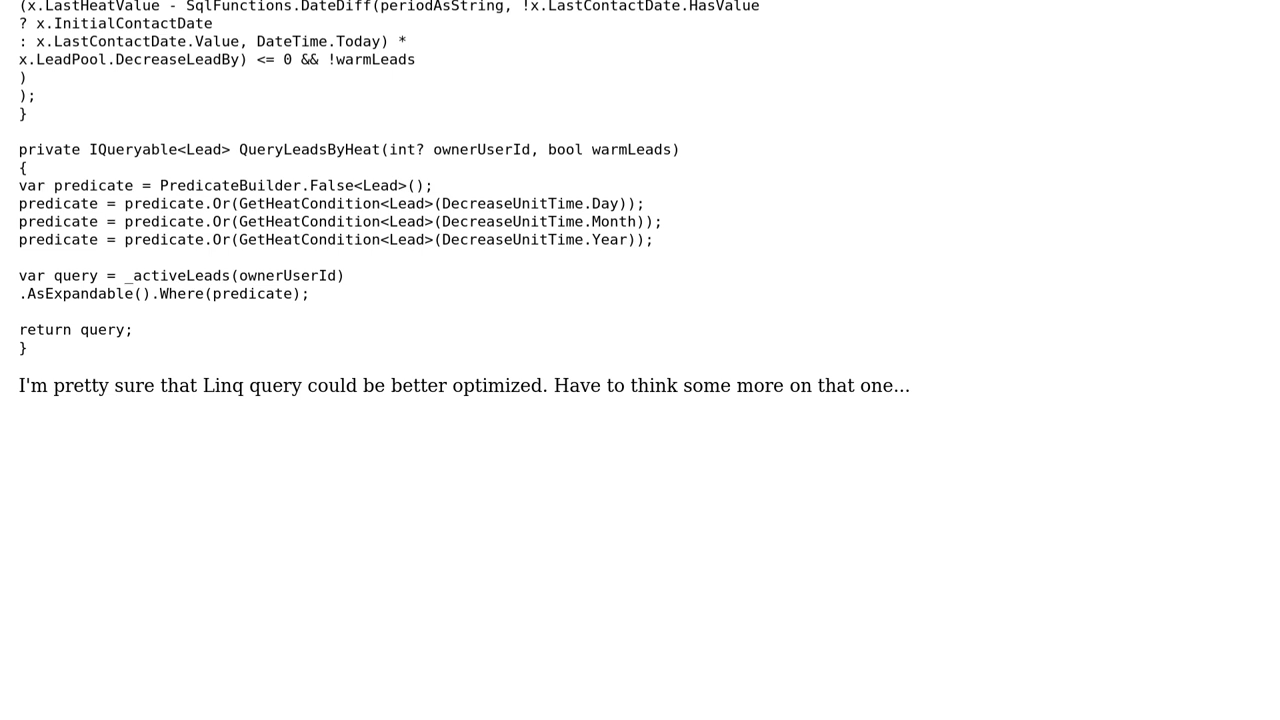 (x.LastHeatValue - SqlFunctions.DateDiff(periodAsString, !x.LastContactDate.HasValue
? x.InitialContactDate
: x.LastContactDate.Value, DateTime.Today) *
x.LeadPool.DecreaseLeadBy) <= 0 && !warmLeads
)
);
}

private IQueryable<Lead> QueryLeadsByHeat(int? ownerUserId, bool warmLeads)
{
var predicate = PredicateBuilder.False<Lead>();
predicate = predicate.Or(GetHeatCondition<Lead>(DecreaseUnitTime.Day));
predicate = predicate.Or(GetHeatCondition<Lead>(DecreaseUnitTime.Month));
predicate = predicate.Or(GetHeatCondition<Lead>(DecreaseUnitTime.Year));

var query = _activeLeads(ownerUserId)
.AsExpandable().Where(predicate);

return query;
}

I'm pretty sure that Linq query could be better optimized. Have to think some more on that one...